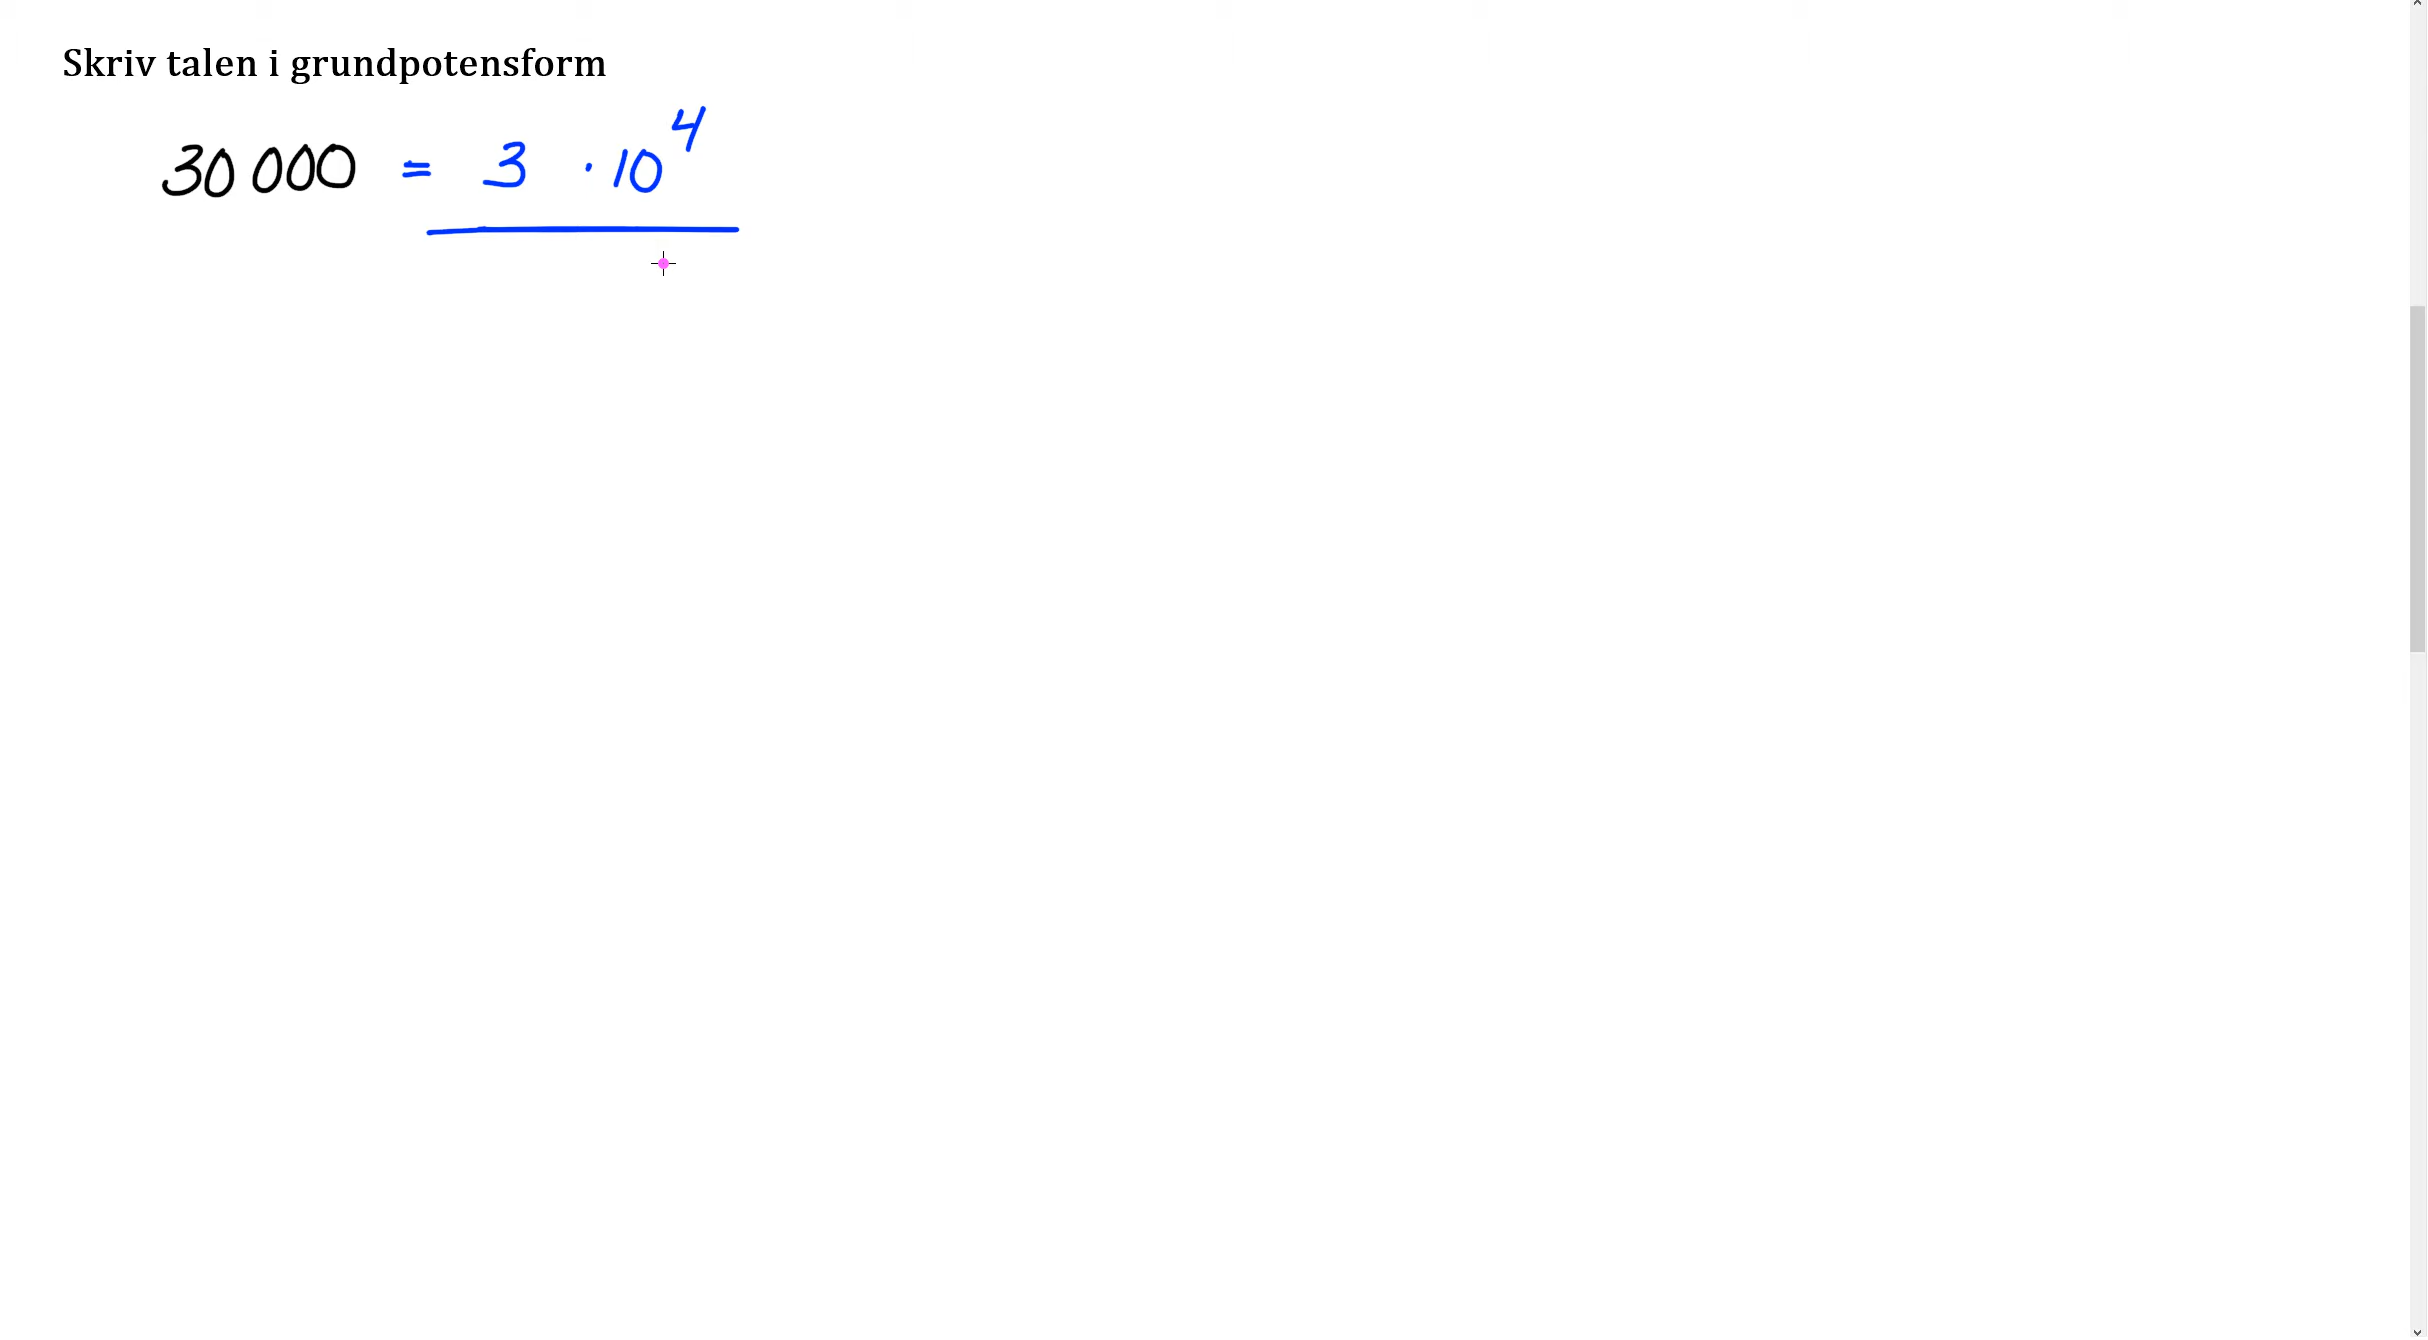 Skriv talen i grundpotensform
30 000 = 3 · 10⁴